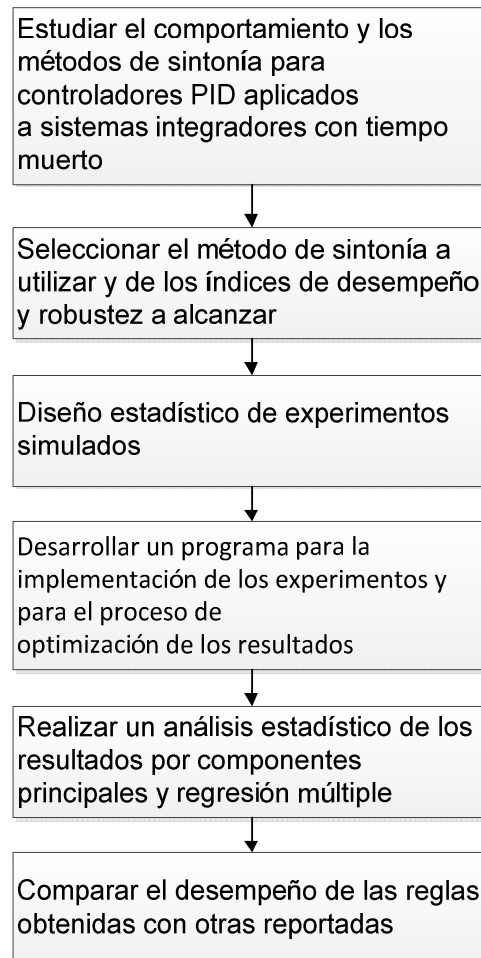 Estudiar el comportamiento y los
métodos de sintonía para
controladores PID aplicados
a sistemas integradores con tiempo
muerto
Seleccionar el método de sintonía a
utilizar y de los índices de desempeño
y robustez a alcanzar
Diseño estadístico de experimentos
simulados
Desarrollar un programa para la
implementación de los experimentos y
para el proceso de
optimización de los resultados
Realizar un análisis estadístico de los
resultados por componentes
principales y regresión múltiple
Comparar el desempeño de las reglas
obtenidas con otras reportadas